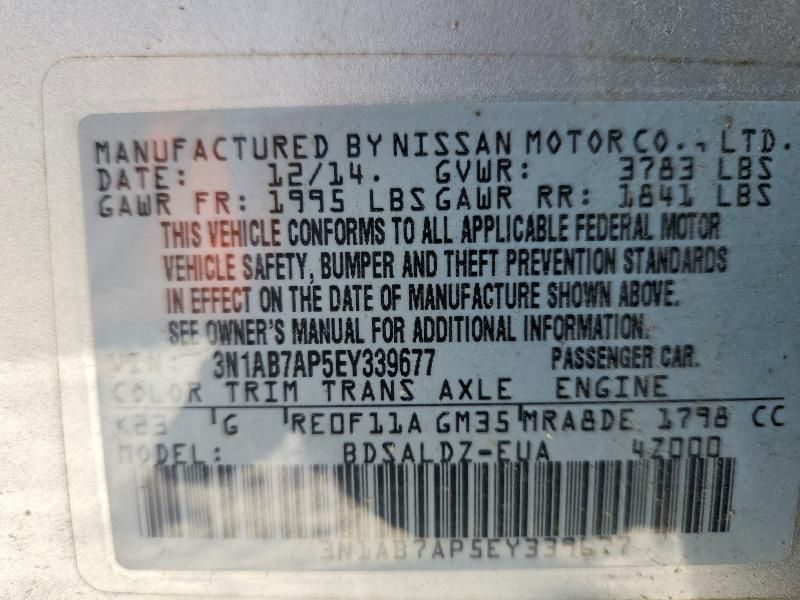 MANUFACTURED BY NISSAN MOTOR CO., LTD.
DATE: 12/14. GVWR: 3783 LBS
GAWR FR: 1995 LBS GAWR RR: 1841 LBS
THIS VEHICLE CONFORMS TO ALL APPLICABLE FEDERAL MOTOR
VEHICLE SAFETY, BUMPER AND THEFT PREVENTION STANDARDS
IN EFFECT ON THE DATE OF MANUFACTURE SHOWN ABOVE.
SEE OWNER'S MANUAL FOR ADDITIONAL INFORMATION.
VIN 3N1AB7AP5EY339677 PASSENGER CAR.
COLOR TRIM TRANS AXLE ENGINE
K23 G RE0F11A GM35 MRA8DE 1798 CC
MODEL: BDSALDZ-EUA 4Z000
3N1AB7AP5EY339677